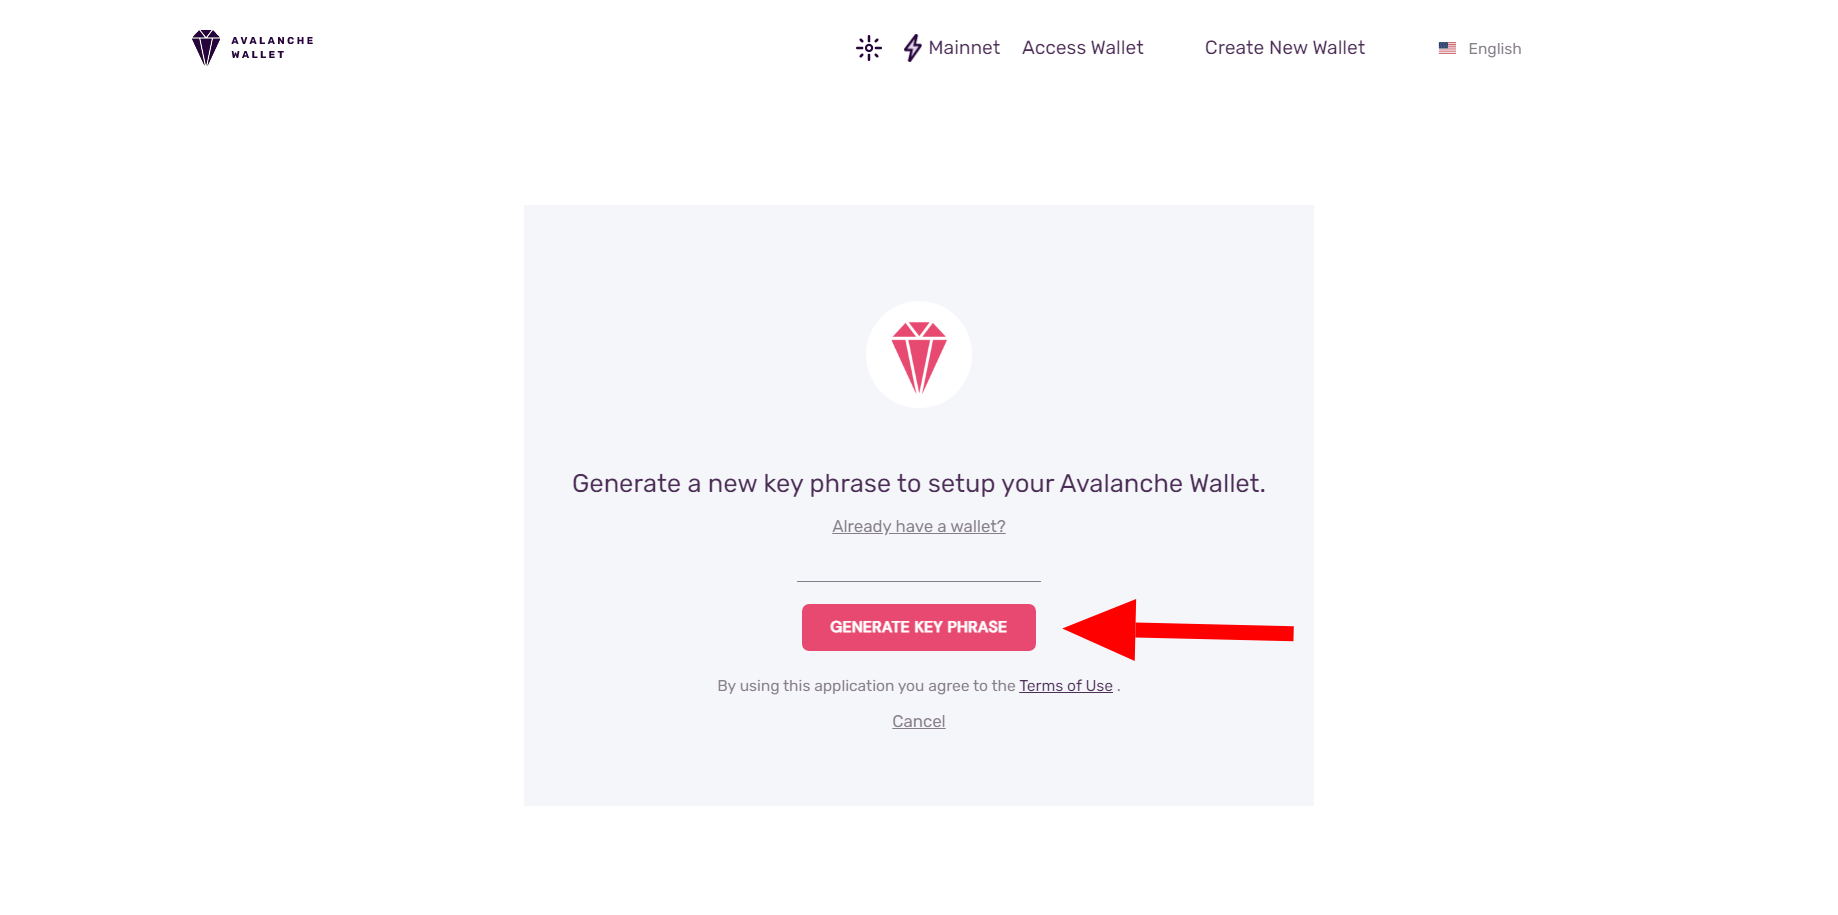 AVALANCHE
WALLET
Mainnet
Access Wallet
Create New Wallet
English
Generate a new key phrase to setup your Avalanche Wallet.
Already have a wallet?
GENERATE KEY PHRASE
By using this application you agree to the Terms of Use .
Cancel